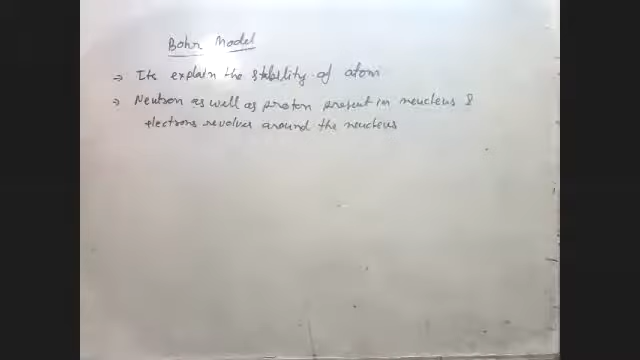 Bohr Model
→ Its explain the stability of atom
→ Neutron as well as proton present in neucleus &
electrons revolves around the neucleus